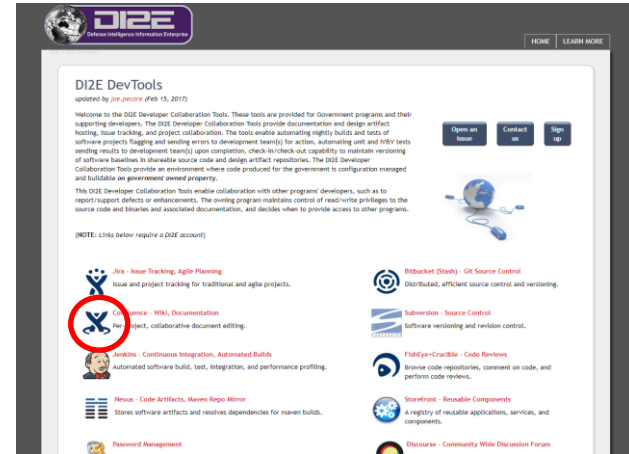 DI2E
Defense Intelligence Information Enterprise
HOME LEARN MORE
DI2E DevTools
updated by joe.pecore (Feb 15, 2017)
Welcome to the DI2E Developer Collaboration Tools. These tools are provided for Government programs and their
supporting developers. The Developer Collaboration Tools provide documentation and design artifact
hosting, issue tracking, and project collaboration. The tools enable automating nightly builds and tests of
software projects flagging and sending errors to development team(s) for action, automating unit and IV&V tests
sending results to development team(s) upon completion, check-in/check-out capability to maintain versioning
of software baselines in shareable source code and design artifact repositories. The DI2E Developer
Collaboration Tools provide an environment where code produced for the government is configuration managed
and buildable on government owned property.
This DI2E Developer Collaboration Tools enable collaboration with other programs' developers, such as to
report/support defects or enhancements. The owning program maintains control of read/write privileges to the
source code and binaries and associated documentation, and decides when to provide access to other programs.
(NOTE: Links below require a DI2E account)
Open an
Issue
Contact
us
Sign
up
Jira - Issue Tracking, Agile Planning
Issue and project tracking for traditional and agile projects.
Bitbucket (Stash) - Git Source Control
Distributed, efficient source control and versioning.
Confluence - Wiki, Documentation
Per-project, collaborative document editing.
Subversion - Source Control
Software versioning and revision control.
Jenkins - Continuous Integration, Automated Builds
Automated software build, test, integration, and performance profiling.
FishEye+Crucible - Code Reviews
Browse code repositories, comment on code, and
perform code reviews.
Nexus - Code Artifacts, Maven Repo Mirror
Stores software artifacts and resolves dependencies for maven builds.
Storefront - Reusable Components
A registry of reusable applications, services, and
components.
Password Management
Discourse - Community Wide Discussion Forum